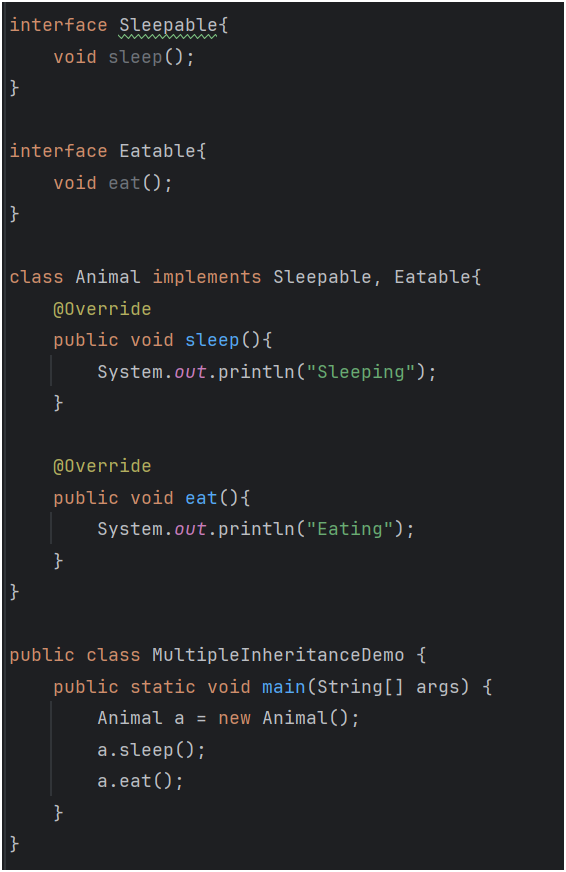 interface Sleepable{
    void sleep();
}

interface Eatable{
    void eat();
}

class Animal implements Sleepable, Eatable{
    @Override
    public void sleep(){
        System.out.println("Sleeping");
    }

    @Override
    public void eat(){
        System.out.println("Eating");
    }
}

public class MultipleInheritanceDemo {
    public static void main(String[] args) {
        Animal a = new Animal();
        a.sleep();
        a.eat();
    }
}